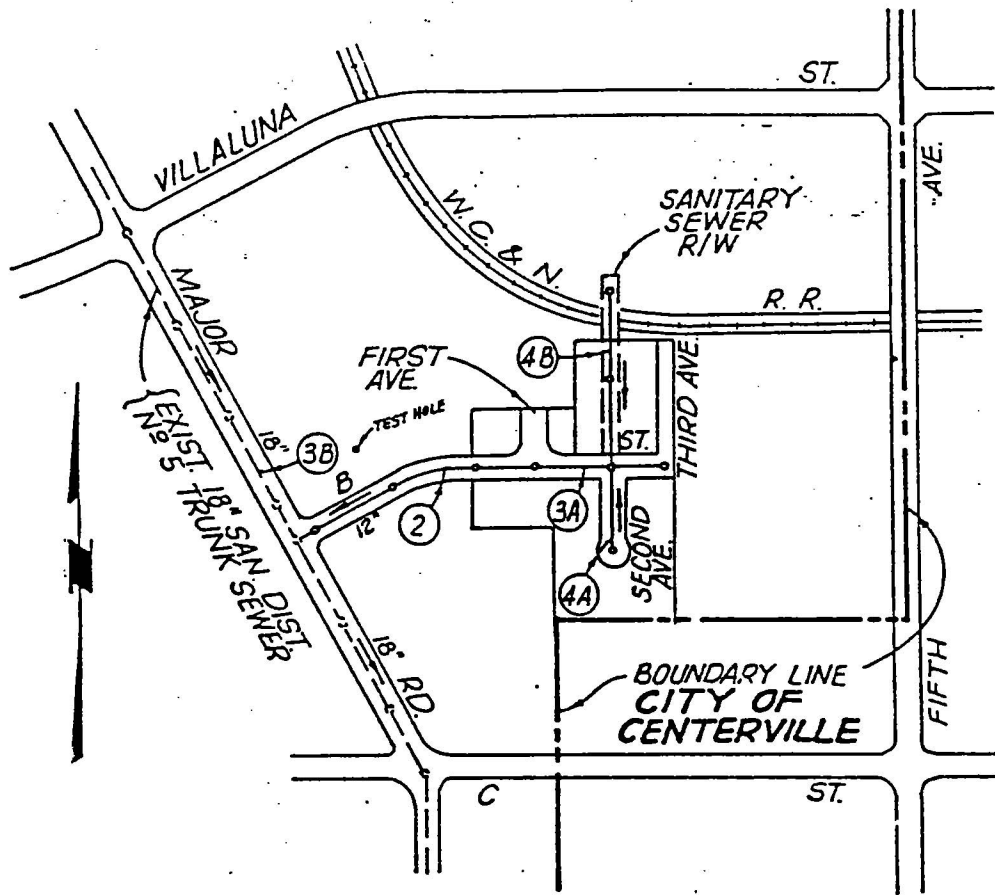 ST.
VILLALUNA
AVE.
SANITARY
SEWER
R/W
W. C. & N.
R. R.
MAJOR
FIRST
AVE.
4B
THIRD AVE.
TEST HOLE
ST.
{EXIST. 18" SAN. DIST.
Nº 5 TRUNK SEWER
18"
3B
B
12"
2
3A
SECOND
AVE.
4A
18" RD.
BOUNDARY LINE
CITY OF
CENTERVILLE
FIFTH
C
ST.